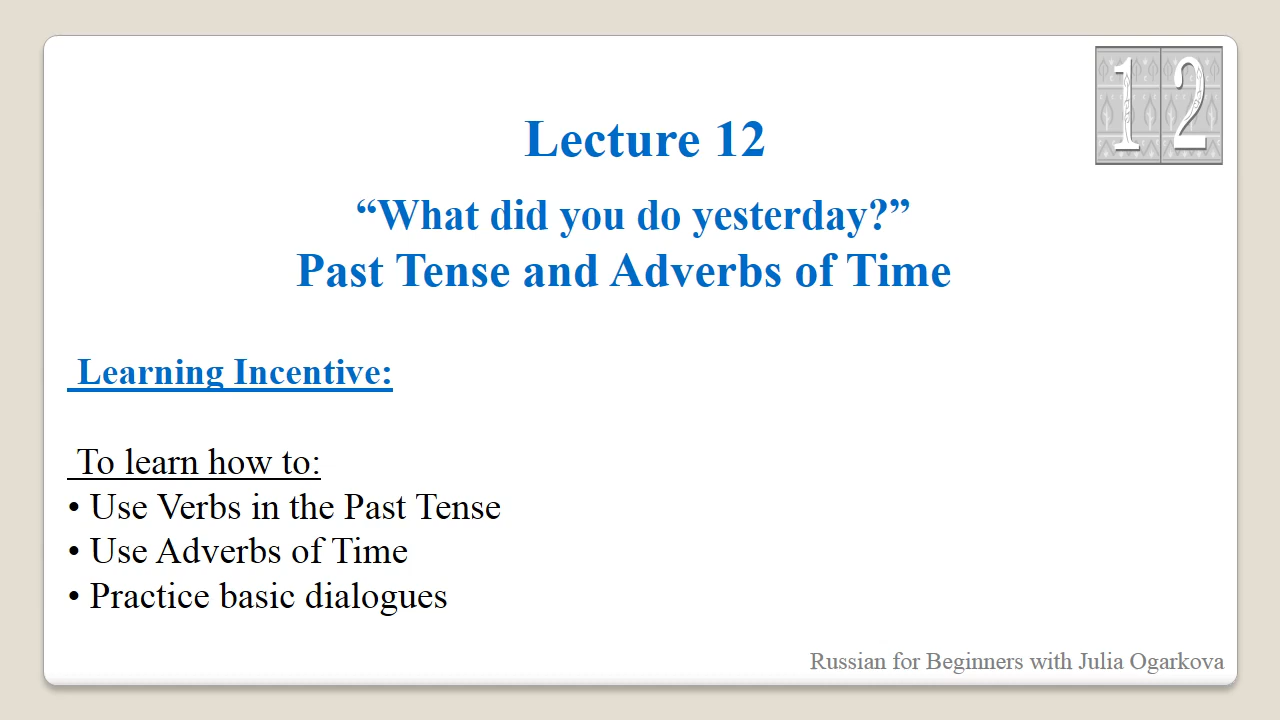 12
Lecture 12
“What did you do yesterday?”
Past Tense and Adverbs of Time
Learning Incentive:
To learn how to:
• Use Verbs in the Past Tense
• Use Adverbs of Time
• Practice basic dialogues
Russian for Beginners with Julia Ogarkova